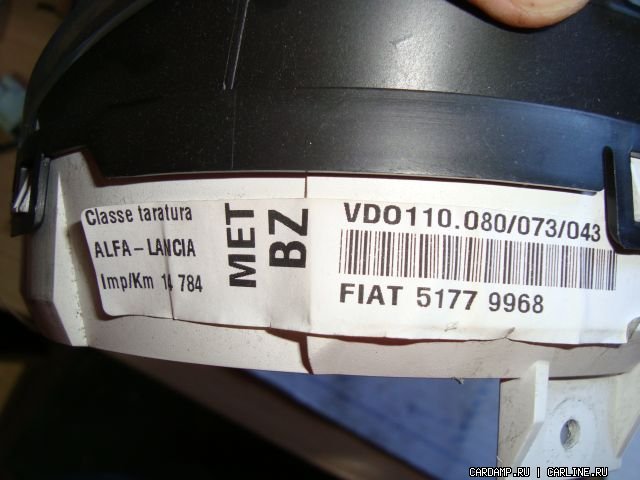 Classe taratura
ALFA-LANCIA
Imp/Km 14 784
MET
BZ
VDO110.080/073/043
FIAT 5177 9968
CARDAMP.RU | CARLINE.RU